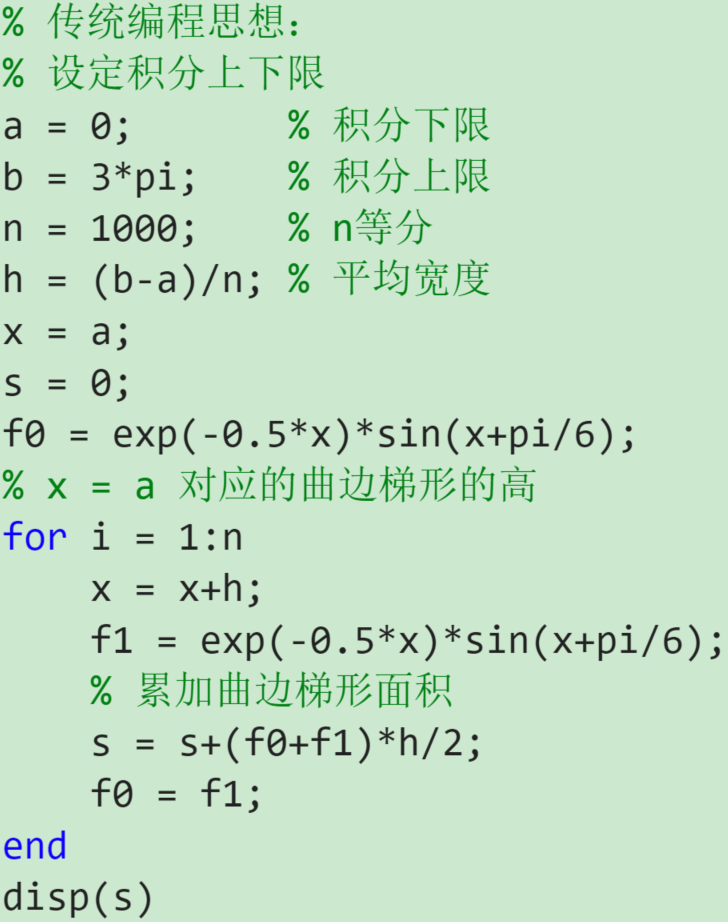 % 传统编程思想:
% 设定积分上下限
a = 0;       % 积分下限
b = 3*pi;    % 积分上限
n = 1000;    % n等分
h = (b-a)/n; % 平均宽度
x = a;
s = 0;
f0 = exp(-0.5*x)*sin(x+pi/6);
% x = a 对应的曲边梯形的高
for i = 1:n
    x = x+h;
    f1 = exp(-0.5*x)*sin(x+pi/6);
    % 累加曲边梯形面积
    s = s+(f0+f1)*h/2;
    f0 = f1;
end
disp(s)